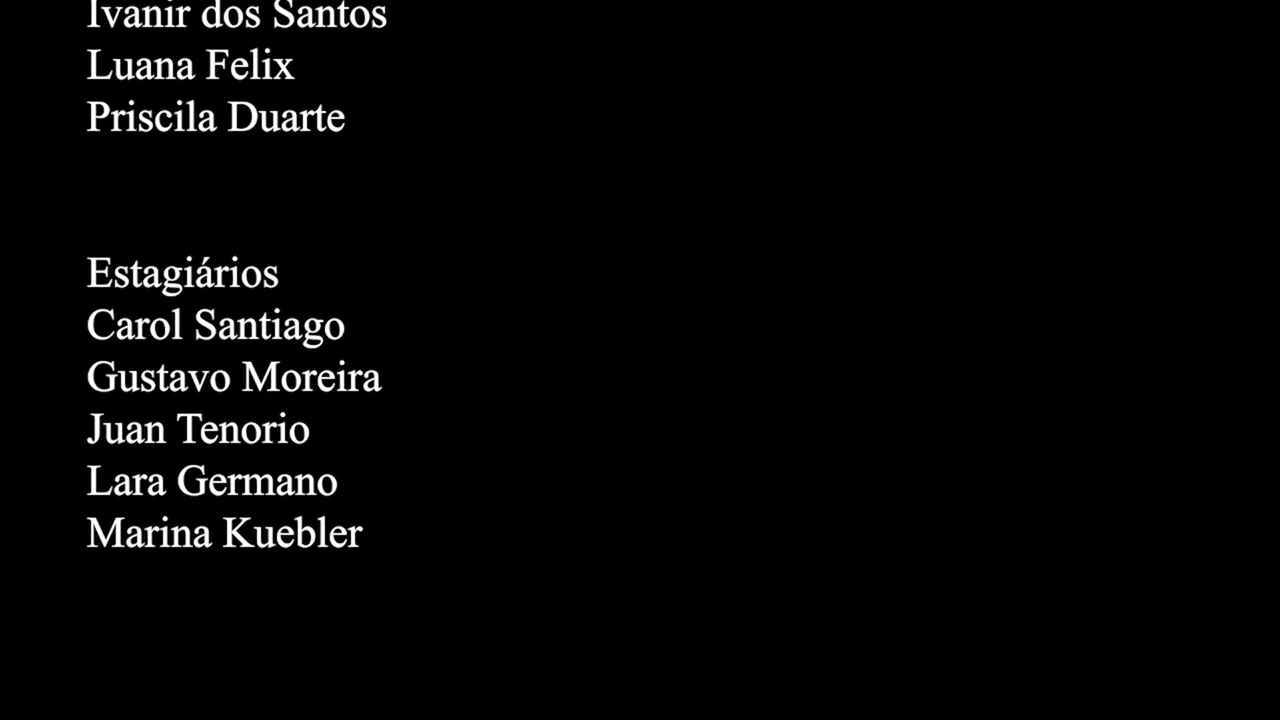 Ivanir dos Santos
Luana Felix
Priscila Duarte
Estagiários
Carol Santiago
Gustavo Moreira
Juan Tenorio
Lara Germano
Marina Kuebler